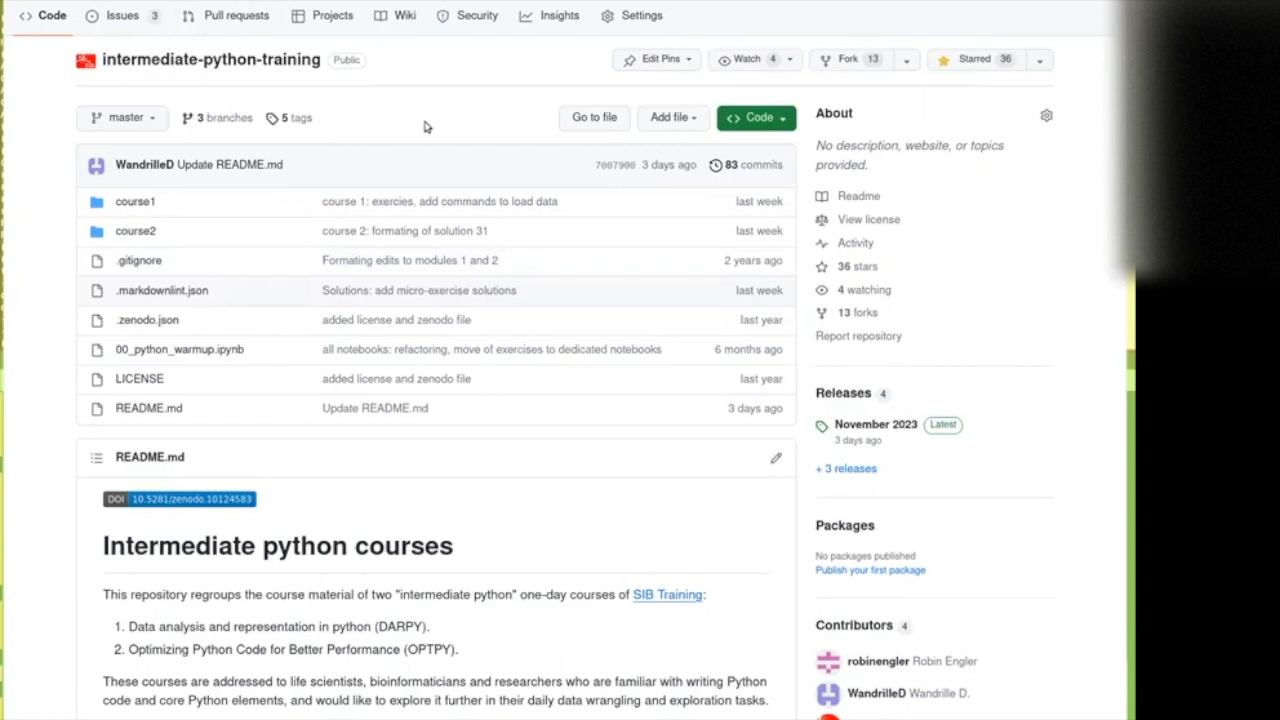 Code Issues 3 Pull requests Projects Wiki Security Insights Settings
intermediate-python-training Public Edit Pins Watch 4 Fork 13 Starred 36
master 3 branches 5 tags Go to file Add file Code
WandrilleD Update README.md 7007900 3 days ago 83 commits
course1 course 1: exercies, add commands to load data last week
course2 course 2: formating of solution 31 last week
.gitignore Formating edits to modules 1 and 2 2 years ago
.markdownlint.json Solutions: add micro-exercise solutions last week
.zenodo.json added license and zenodo file last year
00_python_warmup.ipynb all notebooks: refactoring, move of exercises to dedicated notebooks 6 months ago
LICENSE added license and zenodo file last year
README.md Update README.md 3 days ago
README.md
DOI 10.5281/zenodo.10124583
Intermediate python courses
This repository regroups the course material of two "intermediate python" one-day courses of SIB Training:
1. Data analysis and representation in python (DARPY).
2. Optimizing Python Code for Better Performance (OPTPY).
These courses are addressed to life scientists, bioinformaticians and researchers who are familiar with writing Python
code and core Python elements, and would like to explore it further in their daily data wrangling and exploration tasks.
About
No description, website, or topics
provided.
Readme
View license
Activity
36 stars
4 watching
13 forks
Report repository
Releases 4
November 2023 Latest
3 days ago
+ 3 releases
Packages
No packages published
Publish your first package
Contributors 4
robinengler Robin Engler
WandrilleD Wandrille D.